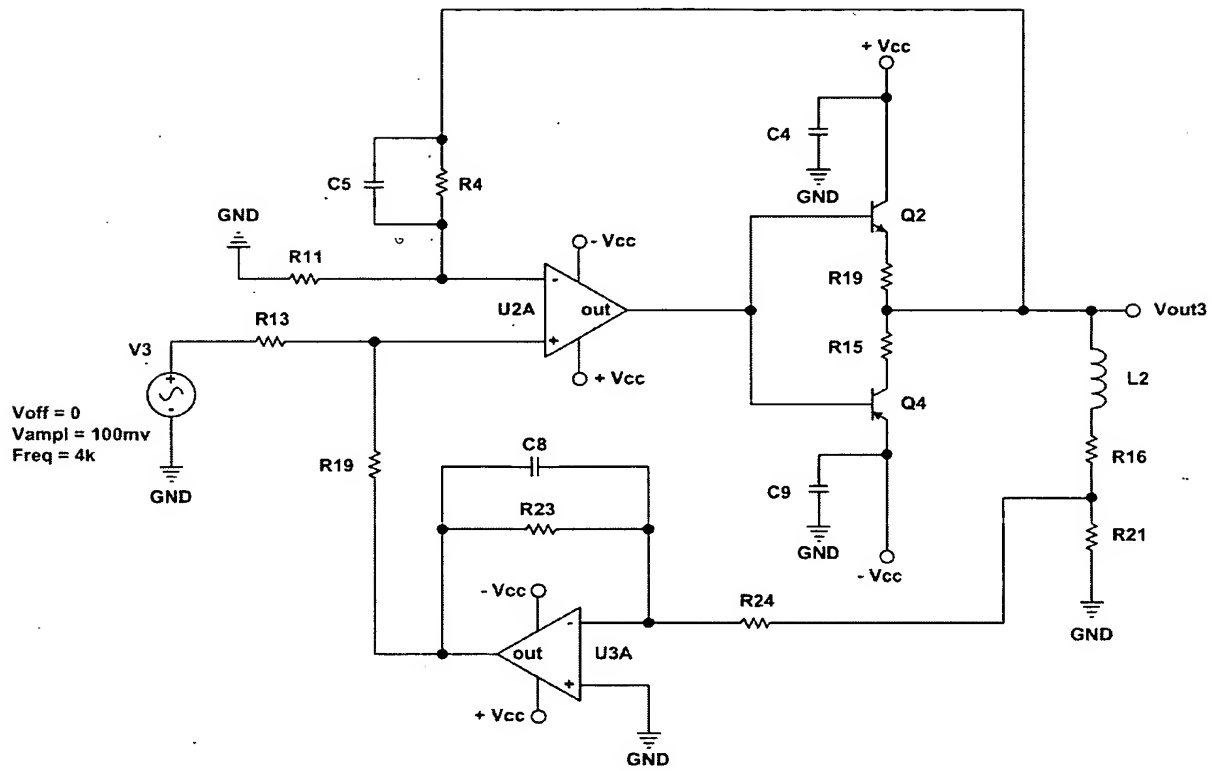 + Vcc
C4
GND
C5
R4
Q2
GND
- Vcc
R11
R19
-
U2A
out
Vout3
+
R13
R15
V3
+
-
+ Vcc
L2
Q4
Voff = 0
Vampl = 100mv
Freq = 4k
C8
R16
R19
C9
GND
R23
R21
GND
- Vcc
- Vcc
R24
-
GND
out
U3A
+
+ Vcc
GND